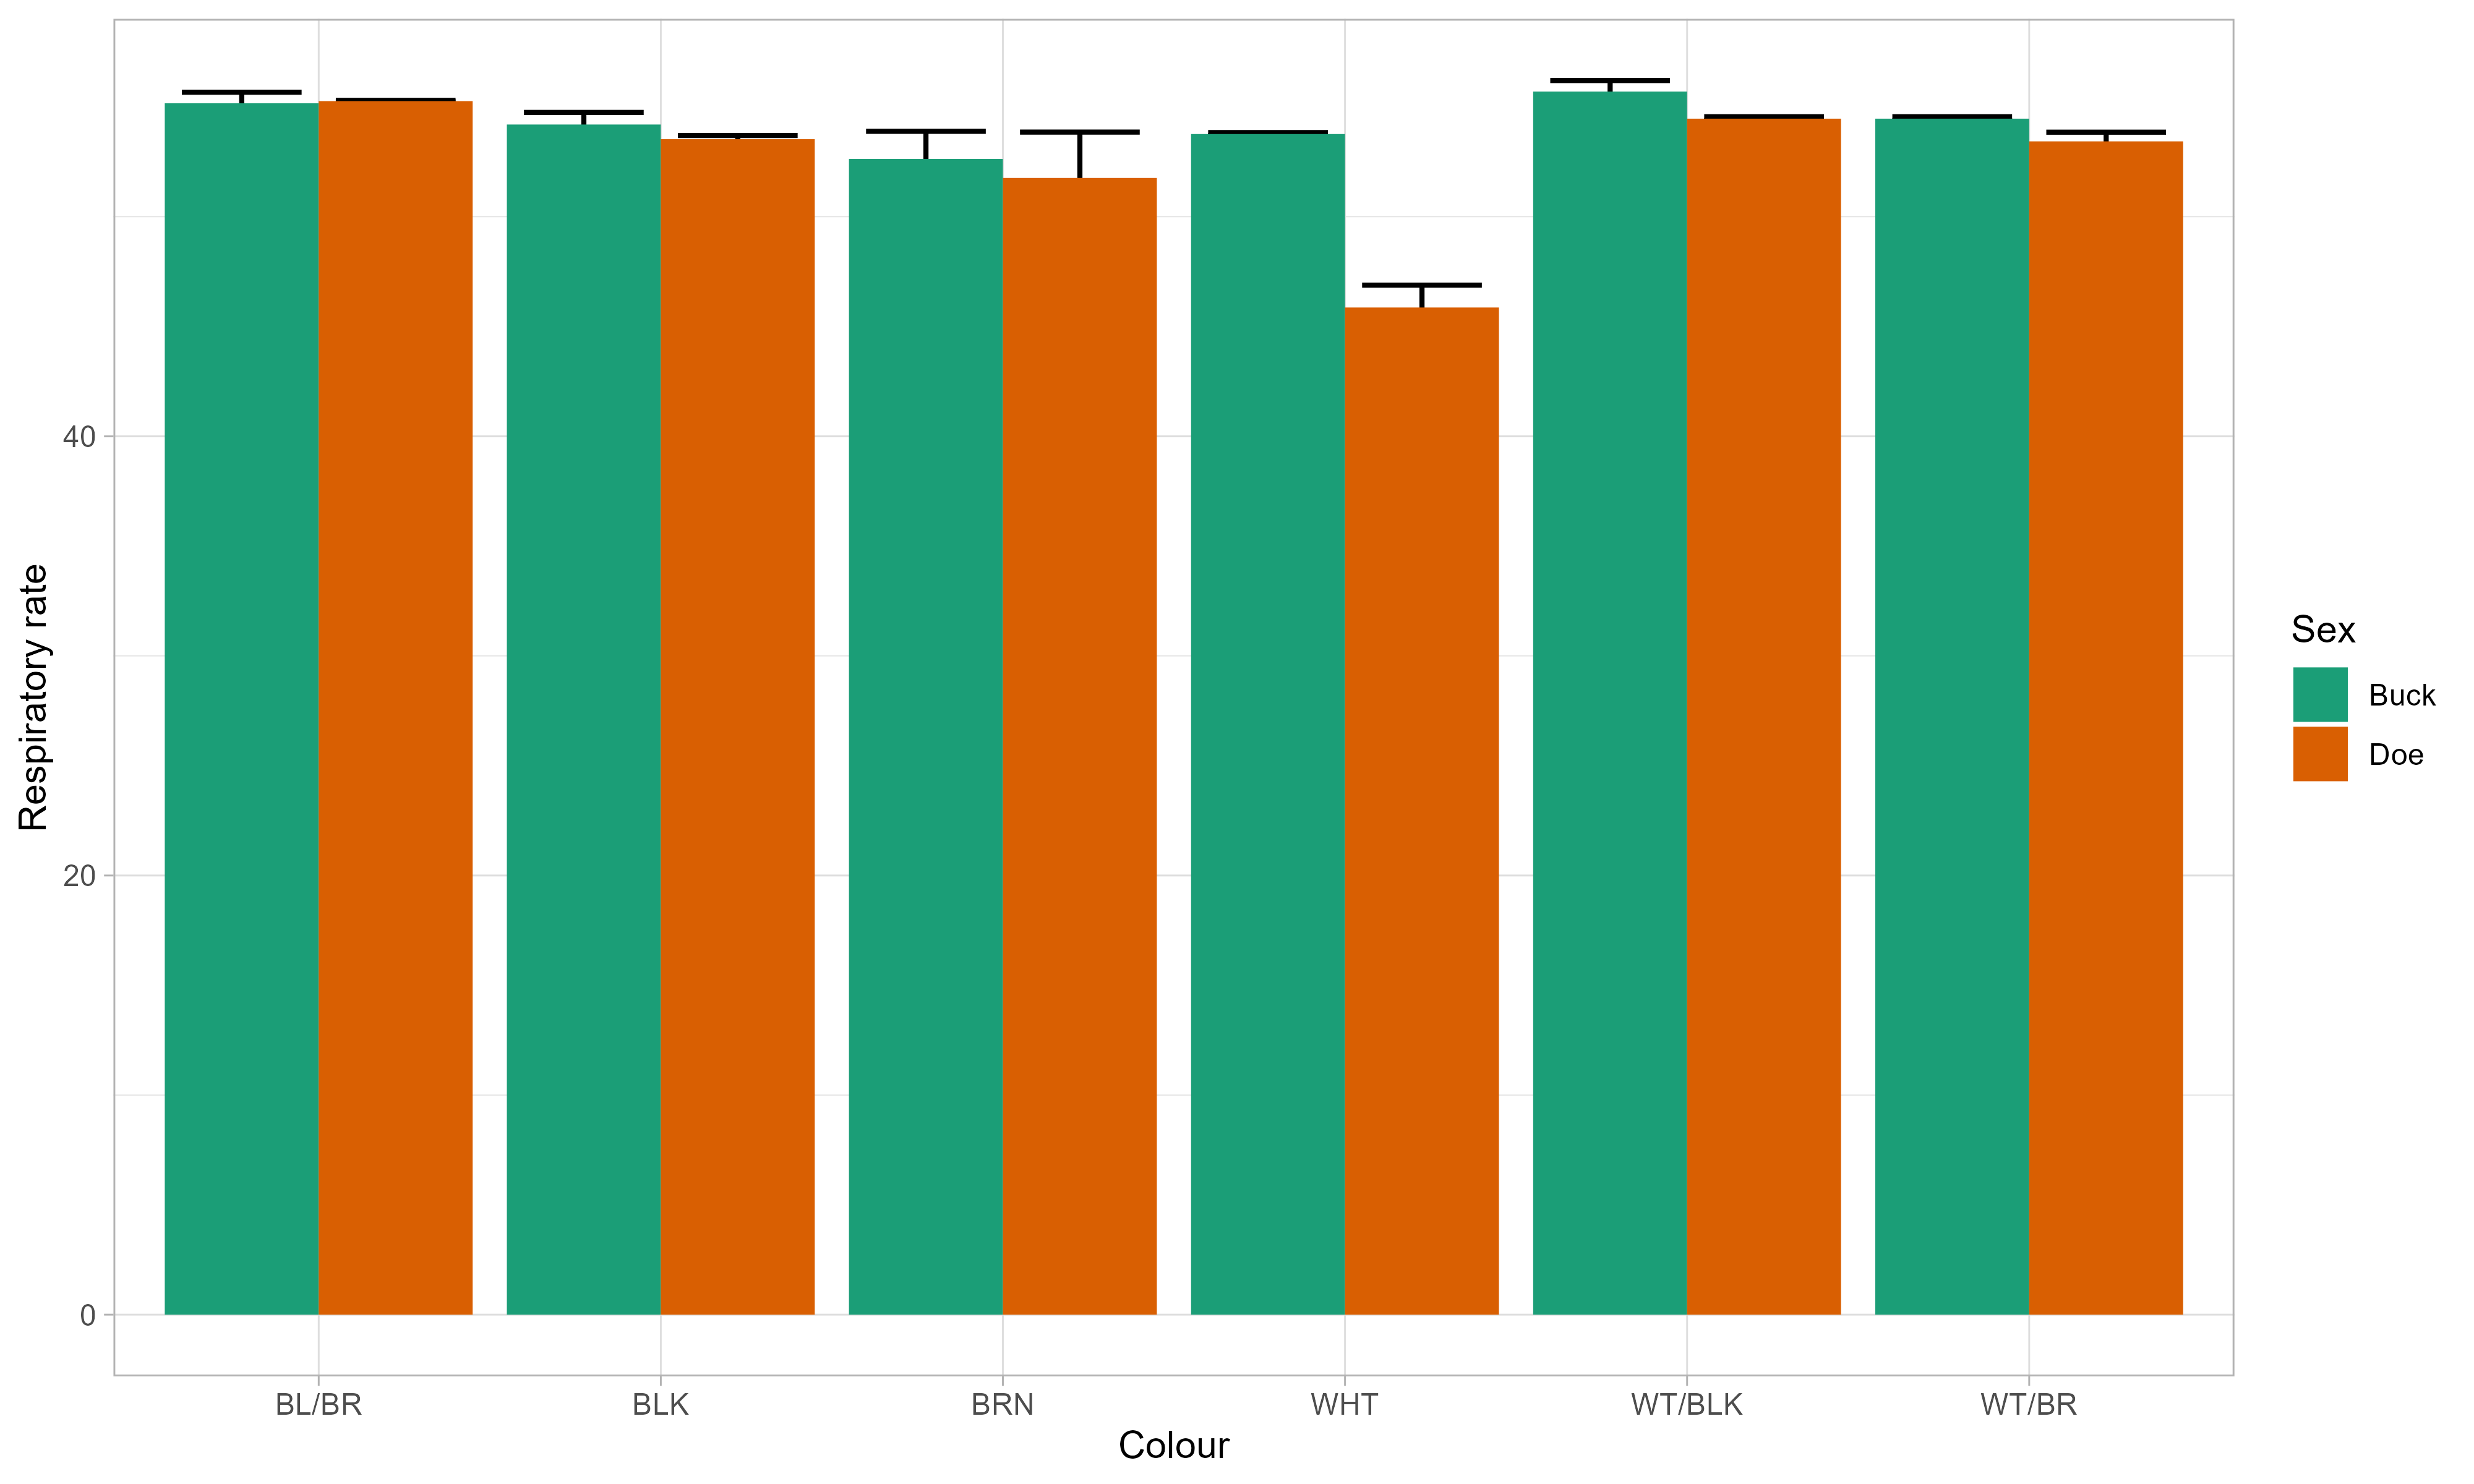 Respiratory rate
40
20
0
BL/BR BLK BRN WHT WT/BLK WT/BR
Colour
Sex
Buck
Doe